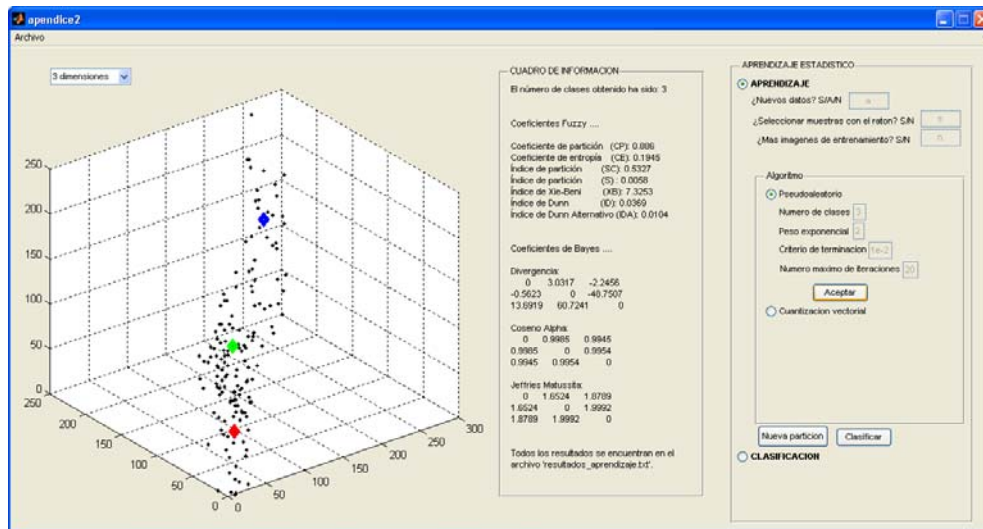 apendice2
Archivo
3 dimensiones
250
200
150
100
50
0
250
200
150
100
50
0
0
50
100
150
200
250
300
CUADRO DE INFORMACION
El número de clases obtenido ha sido: 3
Coeficientes Fuzzy ....
Coeficiente de partición (CP): 0.806
Coeficiente de entropía (CE): 0.1945
Índice de partición (SC): 0.5327
Índice de partición (S) : 0.0058
Índice de Xie-Beni (XB): 7.3253
Índice de Dunn (ID): 0.0369
Índice de Dunn Alternativo (IDA): 0.0104
Coeficientes de Bayes ....
Divergencia:
0 3.0317 -2.2456
-0.5623 0 -48.7507
13.6919 60.7241 0
Coseno Alpha:
0 0.9985 0.9945
0.9985 0 0.9954
0.9945 0.9954 0
Jeffries Matussita:
0 1.6524 1.8789
1.6524 0 1.9992
1.8789 1.9992 0
Todos los resultados se encuentran en el
archivo 'resultados_aprendizaje.txt'.
APRENDIZAJE ESTADISTICO
APRENDIZAJE
¿Nuevos datos? S/A/N n
¿Seleccionar muestras con el raton? S/N
¿Mas imagenes de entrenamiento? S/N n
Algoritmo
Pseudoaleatorio
Numero de clases 3
Peso exponencial 2
Criterio de terminacion 1e-2
Numero maximo de iteraciones 20
Aceptar
Cuantizacion vectorial
Nueva particion Clasificar
CLASIFICACION